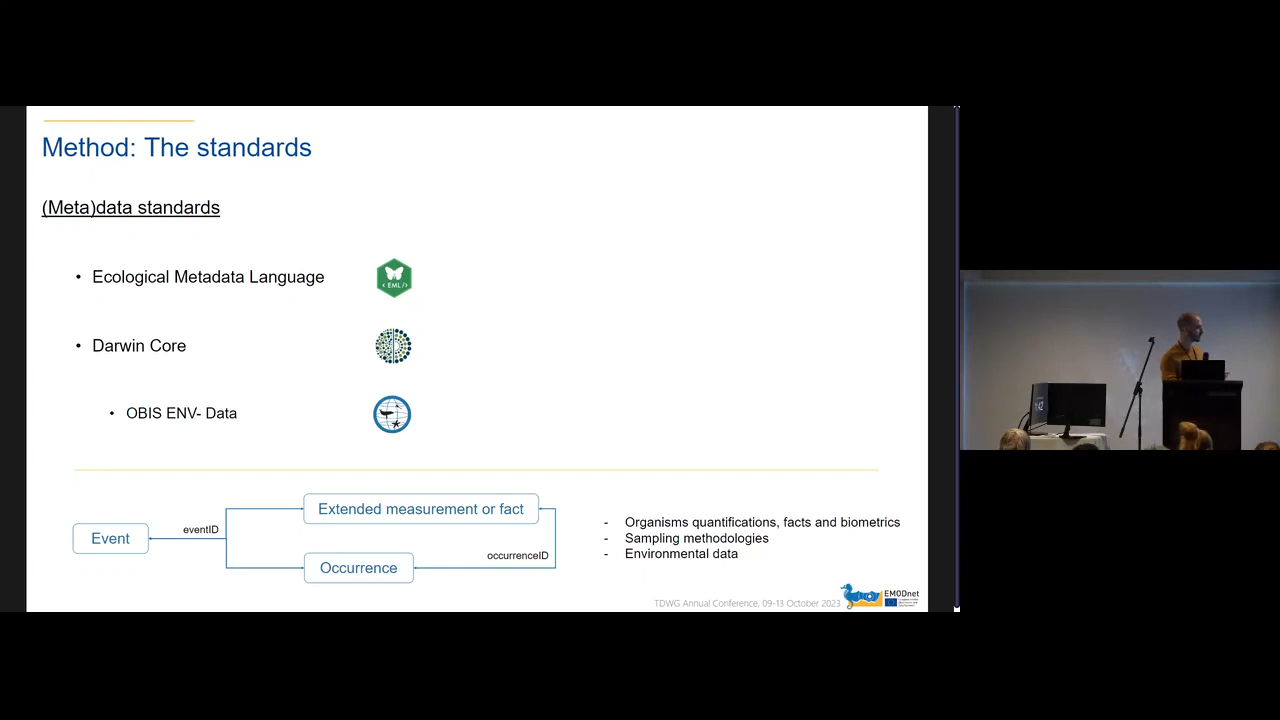 Method: The standards
(Meta)data standards
• Ecological Metadata Language
< EML />
• Darwin Core
• OBIS ENV- Data
Extended measurement or fact
eventID
Event
occurrenceID
Occurrence
- Organisms quantifications, facts and biometrics
- Sampling methodologies
- Environmental data
TDWG Annual Conference, 09-13 October 2023
EMODnet